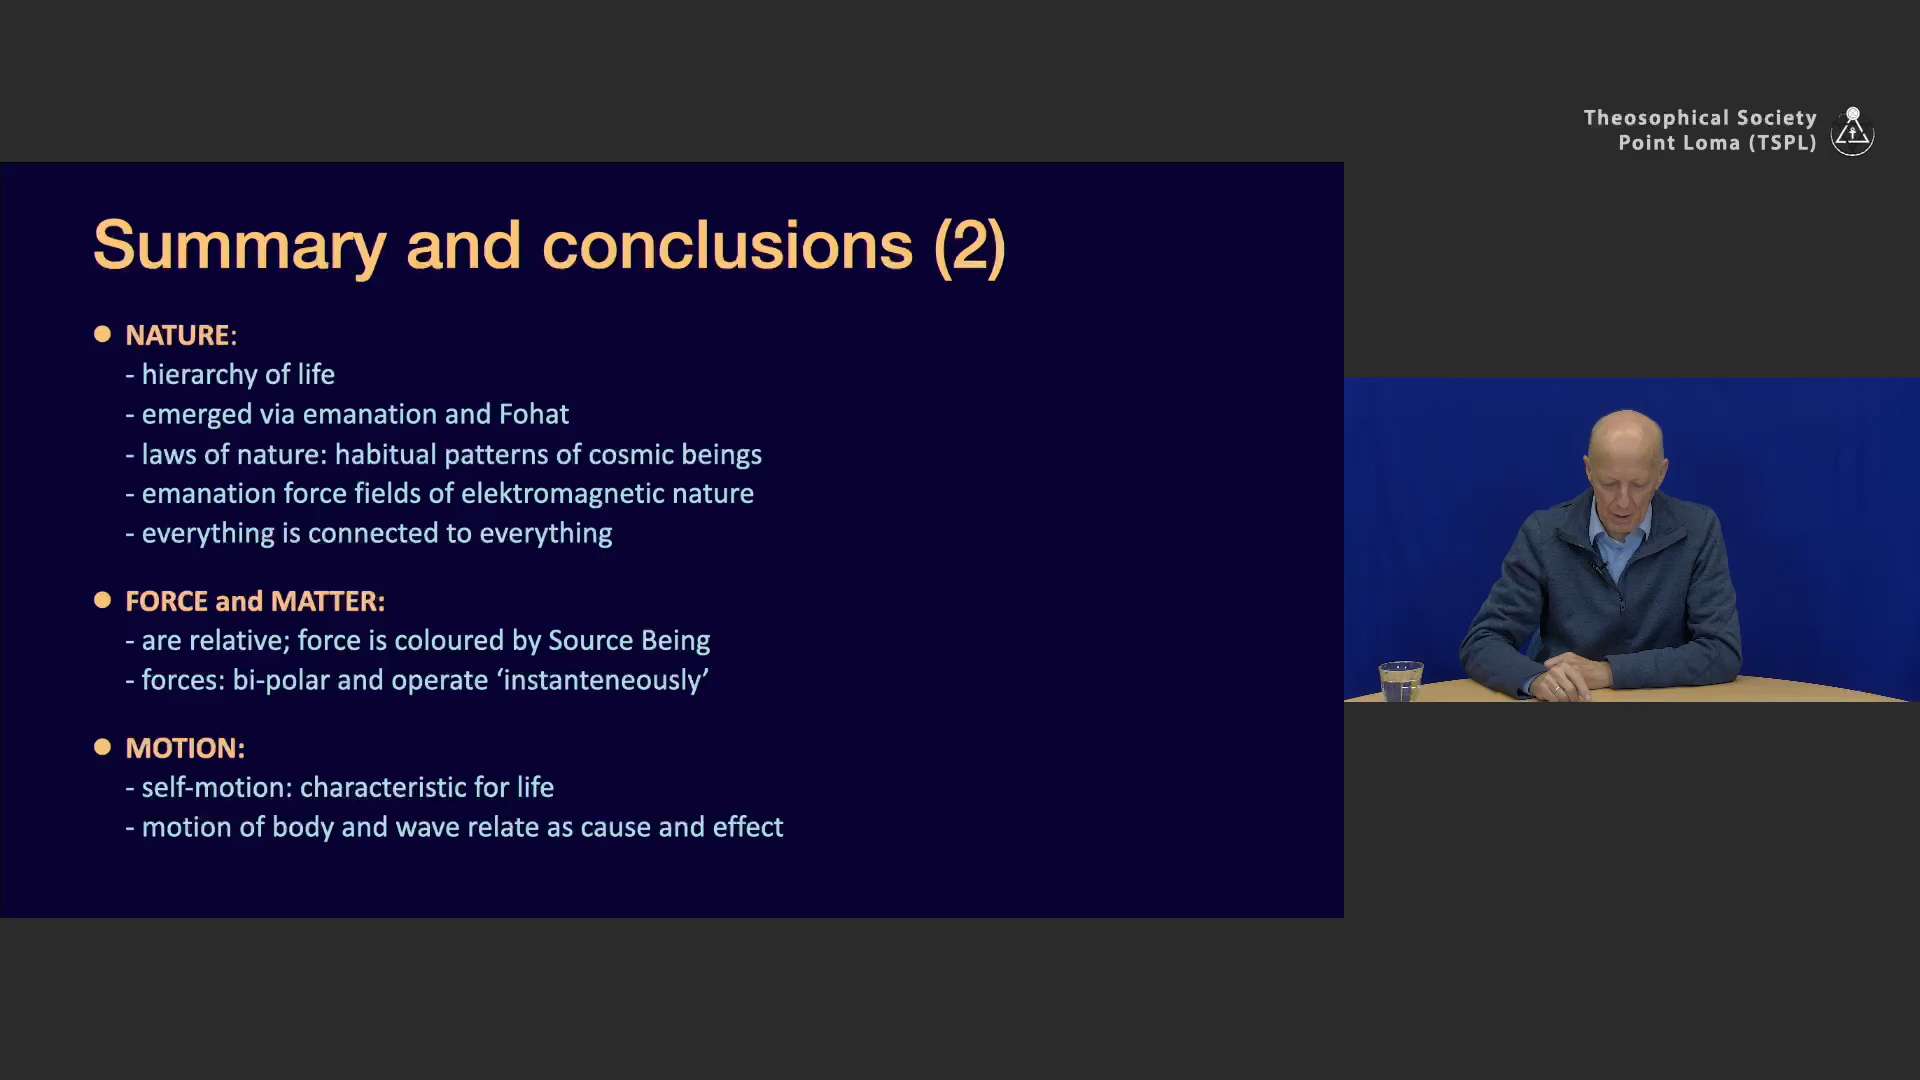 Theosophical Society
Point Loma (TSPL)
Summary and conclusions (2)
● NATURE:
- hierarchy of life
- emerged via emanation and Fohat
- laws of nature: habitual patterns of cosmic beings
- emanation force fields of elektromagnetic nature
- everything is connected to everything
● FORCE and MATTER:
- are relative; force is coloured by Source Being
- forces: bi-polar and operate ‘instanteneously’
● MOTION:
- self-motion: characteristic for life
- motion of body and wave relate as cause and effect